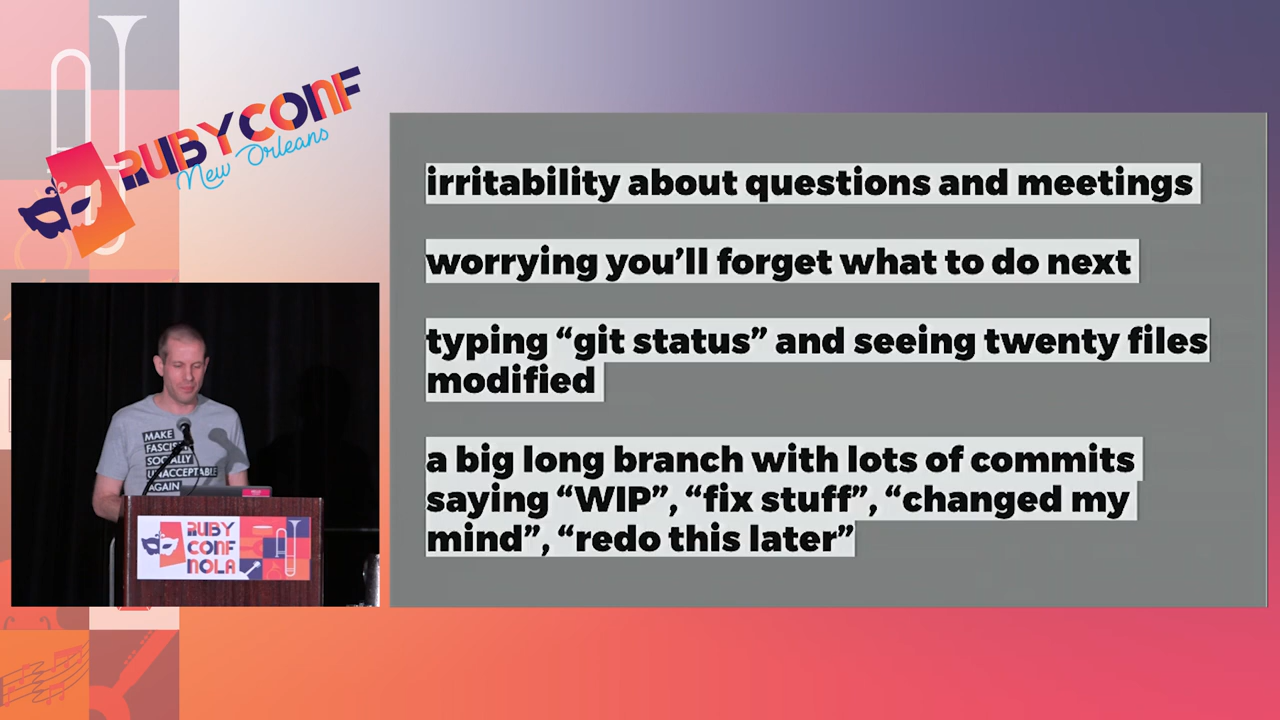 RUBYCONF
New Orleans
irritability about questions and meetings
worrying you’ll forget what to do next
typing “git status” and seeing twenty files
modified
a big long branch with lots of commits
saying “WIP”, “fix stuff”, “changed my
mind”, “redo this later”
MAKE
FASCISM
SOCIALLY
UNACCEPTABLE
AGAIN
RUBY
CONF
NOLA